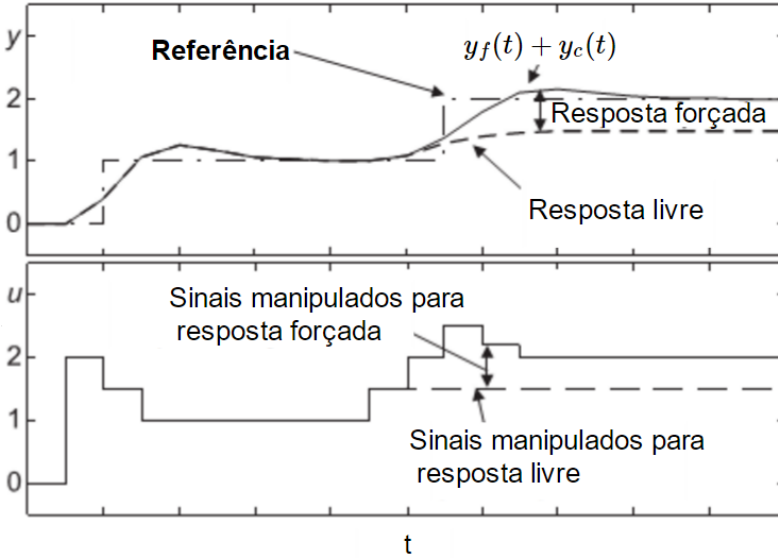 y
Referência
y_f(t) + y_c(t)
2
Resposta forçada
1
Resposta livre
0
u
Sinais manipulados para
resposta forçada
2
1
Sinais manipulados para
resposta livre
0
t